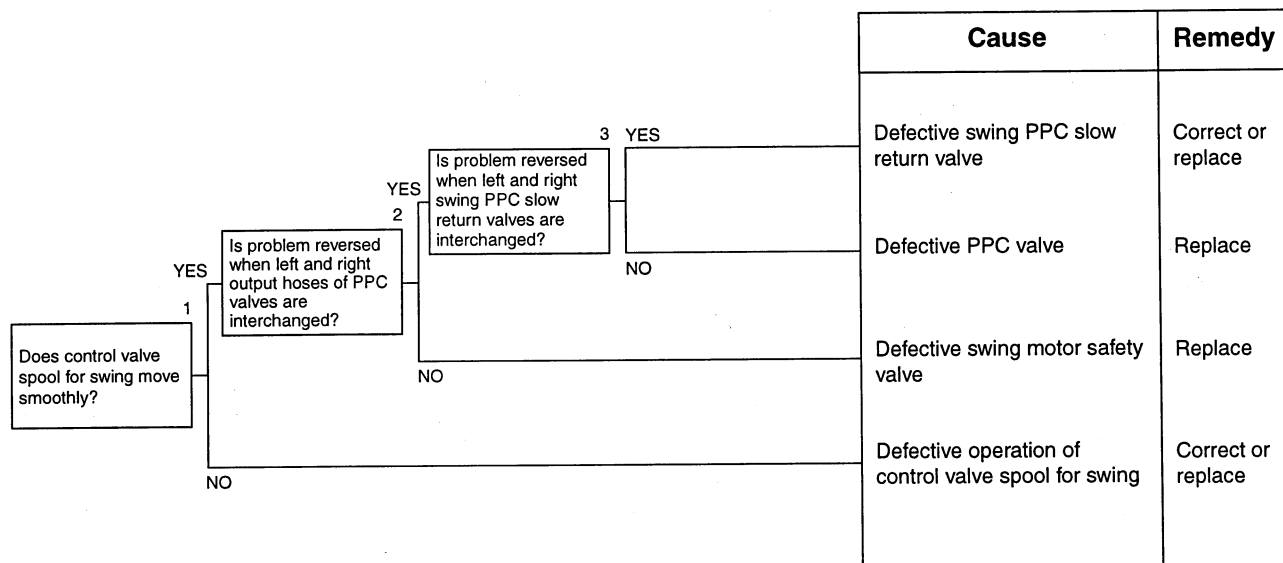 Cause
Remedy
3
YES
Is problem reversed
when left and right
swing PPC slow
return valves are
interchanged?
Defective swing PPC slow
return valve
Correct or
replace
YES
2
NO
Defective PPC valve
Replace
Is problem reversed
when left and right
output hoses of PPC
valves are
interchanged?
YES
1
NO
Defective swing motor safety
valve
Replace
Does control valve
spool for swing move
smoothly?
NO
Defective operation of
control valve spool for swing
Correct or
replace